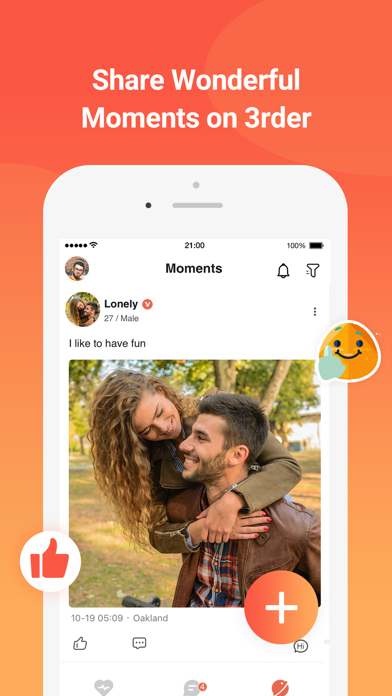 Share Wonderful
Moments on 3rder
21:00
100%
Moments
Lonely V
27 / Male
I like to have fun
10-19 05:09 · Oakland
Hi
4